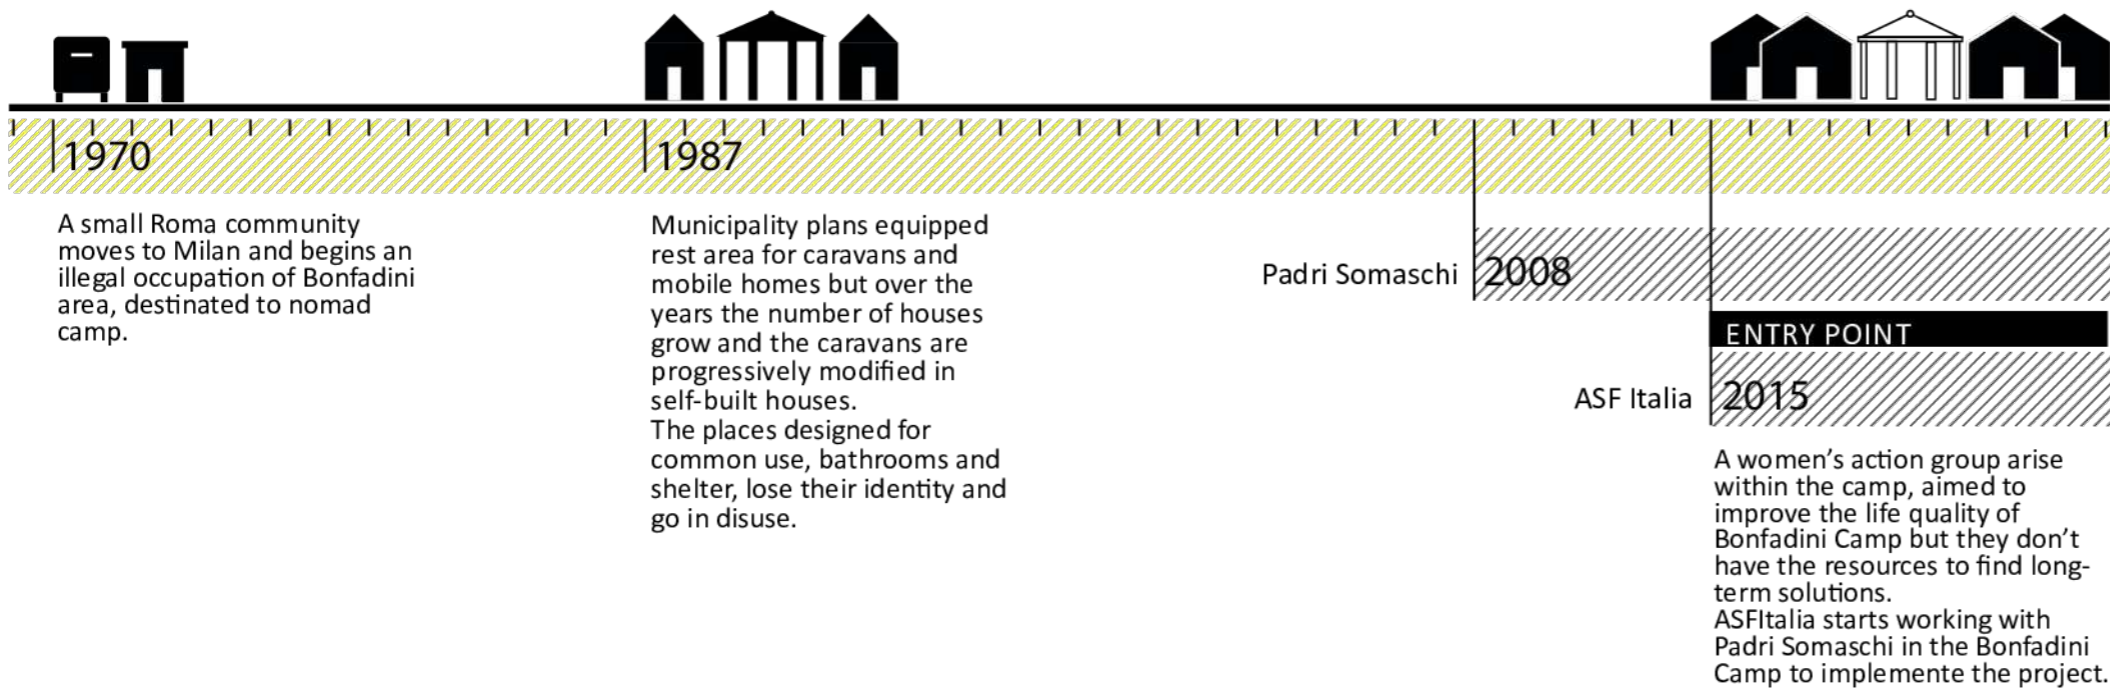 1970
A small Roma community
moves to Milan and begins an
illegal occupation of Bonfadini
area, destinated to nomad
camp.
1987
Municipality plans equipped
rest area for caravans and
mobile homes but over the
years the number of houses
grow and the caravans are
progressively modified in
self-built houses.
The places designed for
common use, bathrooms and
shelter, lose their identity and
go in disuse.
Padri Somaschi
2008
ENTRY POINT
ASF Italia
2015
A women’s action group arise
within the camp, aimed to
improve the life quality of
Bonfadini Camp but they don’t
have the resources to find long-
term solutions.
ASFItalia starts working with
Padri Somaschi in the Bonfadini
Camp to implemente the project.